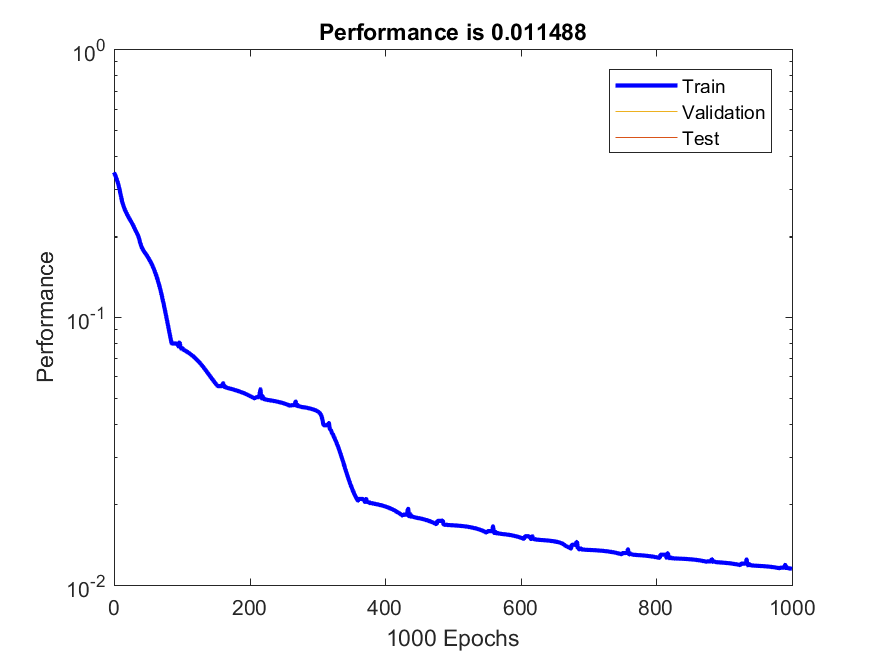 Performance is 0.011488
10^0
10^-1
10^-2
Performance
Train
Validation
Test
0 200 400 600 800 1000
1000 Epochs